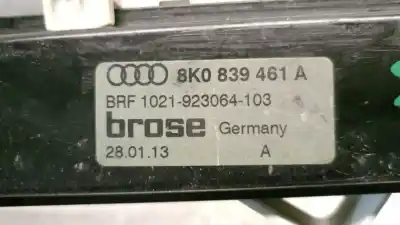 8K0 839 461 A
BRF 1021-923064-103
brose Germany
28.01.13 A